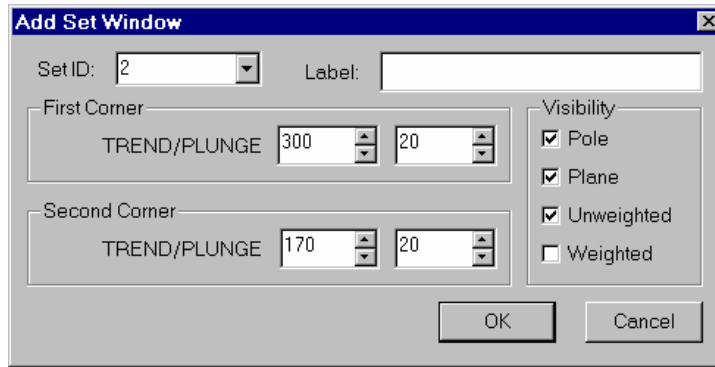 Add Set Window
Set ID: 2 Label:
First Corner
TREND/PLUNGE 300 20
Second Corner
TREND/PLUNGE 170 20
Visibility
Pole
Plane
Unweighted
Weighted
OK Cancel